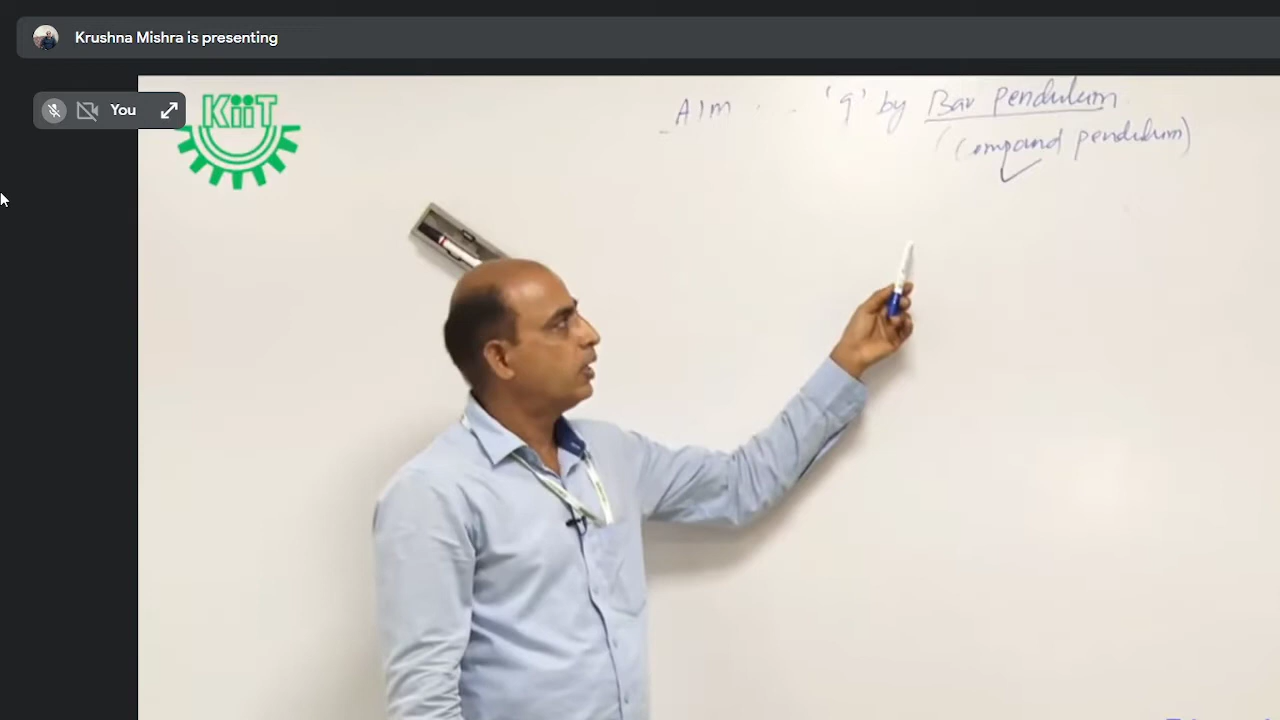 Krushna Mishra is presenting
You
KiiT
Aim - - 'g' by Bar Pendulum
(Compound pendulum)